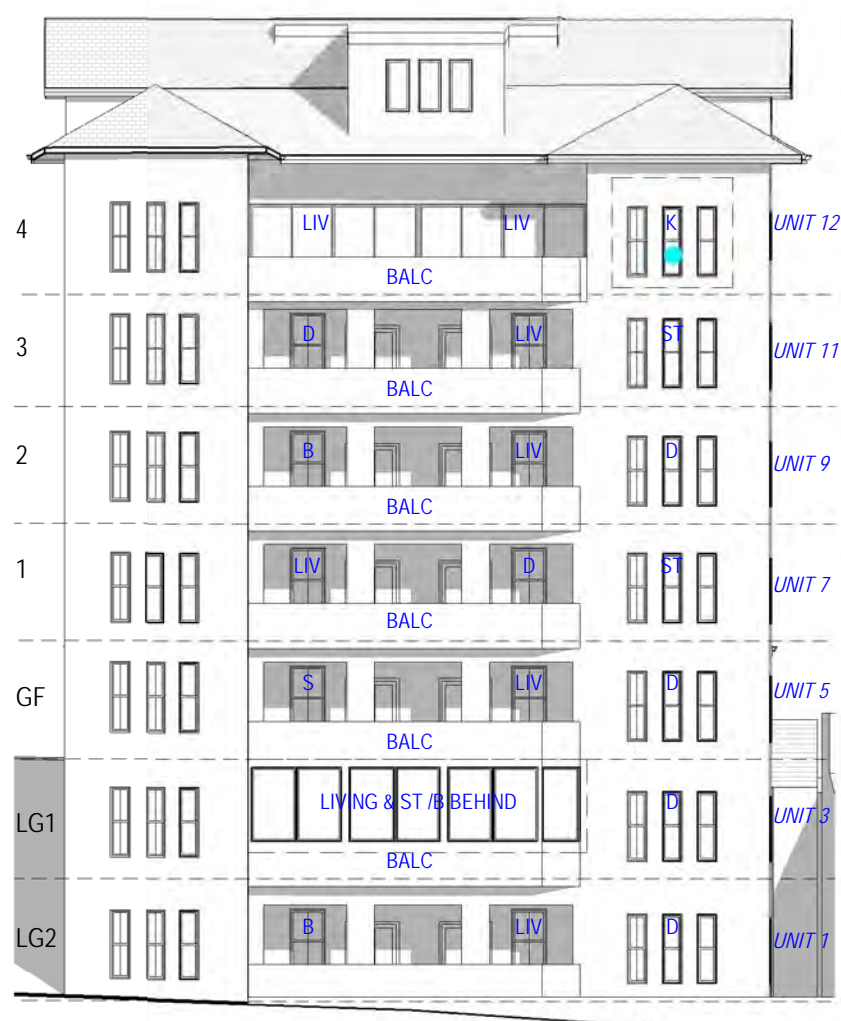 4 LIV LIV K UNIT 12
BALC
3 D LIV ST UNIT 11
BALC
2 B LIV D UNIT 9
BALC
1 LIV D ST UNIT 7
BALC
GF S LIV D UNIT 5
BALC
LG1 LIVING & ST /B BEHIND D UNIT 3
BALC
LG2 B LIV D UNIT 1